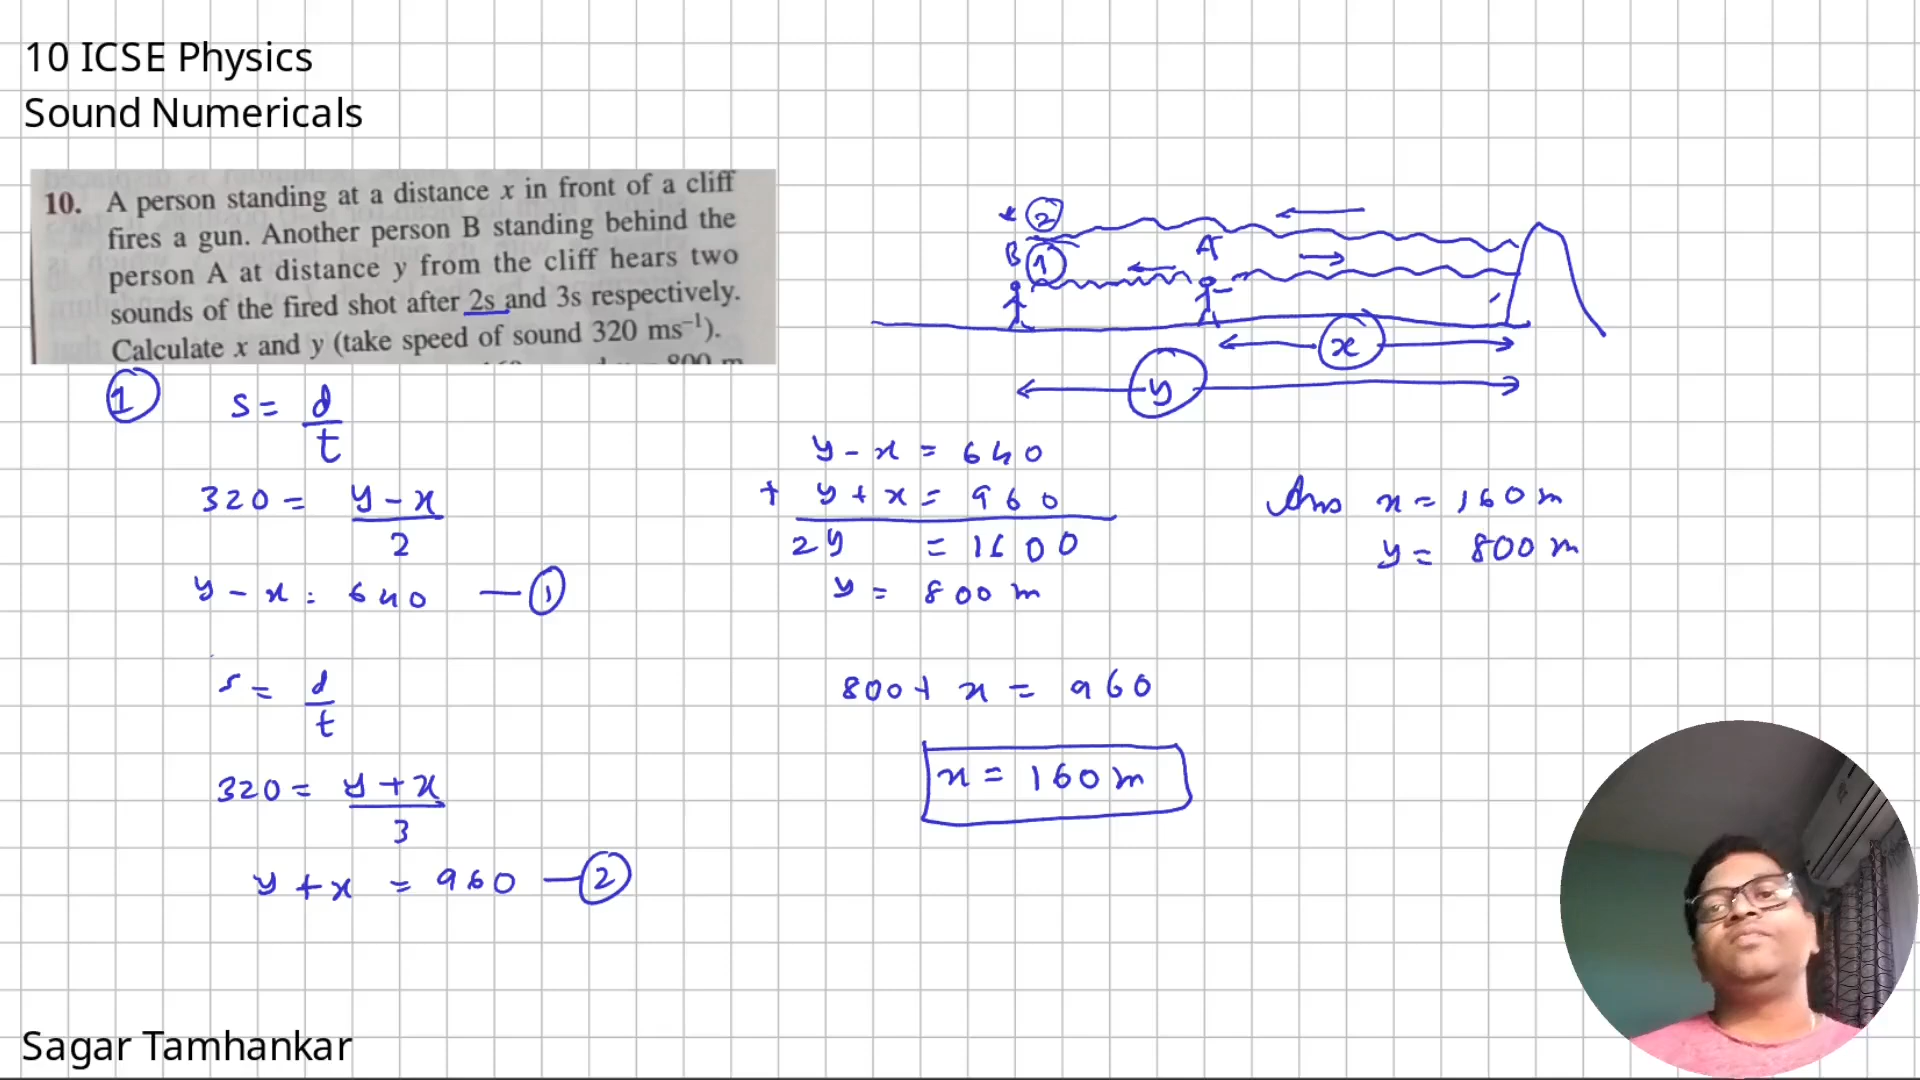 10 ICSE Physics
Sound Numericals
10. A person standing at a distance x in front of a cliff
fires a gun. Another person B standing behind the
person A at distance y from the cliff hears two
sounds of the fired shot after 2s and 3s respectively.
Calculate x and y (take speed of sound 320 ms⁻¹).
800 m
① s = d/t
320 = y - x / 2
y - x = 640 — ①
s = d/t
320 = y + x / 3
y + x = 960 — ②
②
B ① A
x
y
y - x = 640
+ y + x = 960
2y = 1600
y = 800 m
800 + x = 960
x = 160 m
Ans x = 160 m
y = 800 m
Sagar Tamhankar